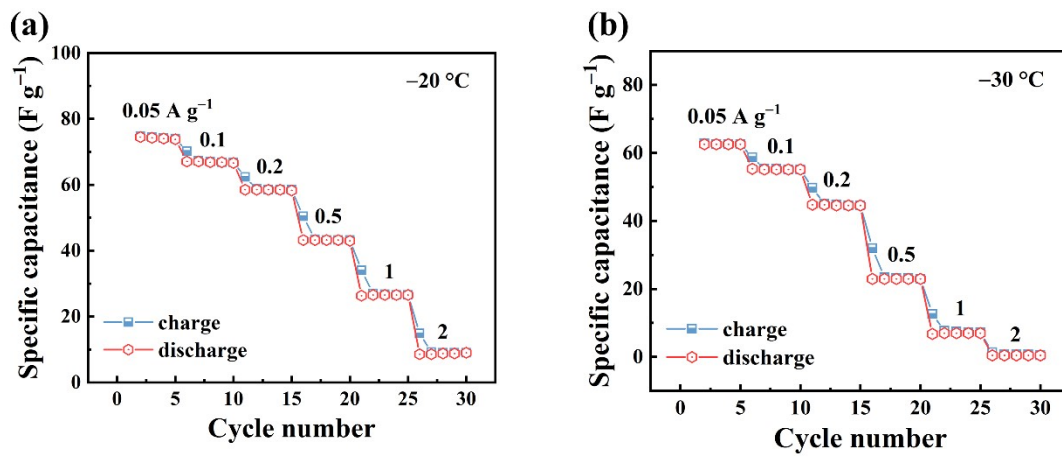 (a)
Specific capacitance (F g⁻¹)
100
80
60
40
20
0
−20 °C
0.05 A g⁻¹
0.1
0.2
0.5
1
2
charge
discharge
0 5 10 15 20 25 30
Cycle number
(b)
Specific capacitance (F g⁻¹)
80
60
40
20
0
−30 °C
0.05 A g⁻¹
0.1
0.2
0.5
1
2
charge
discharge
0 5 10 15 20 25 30
Cycle number